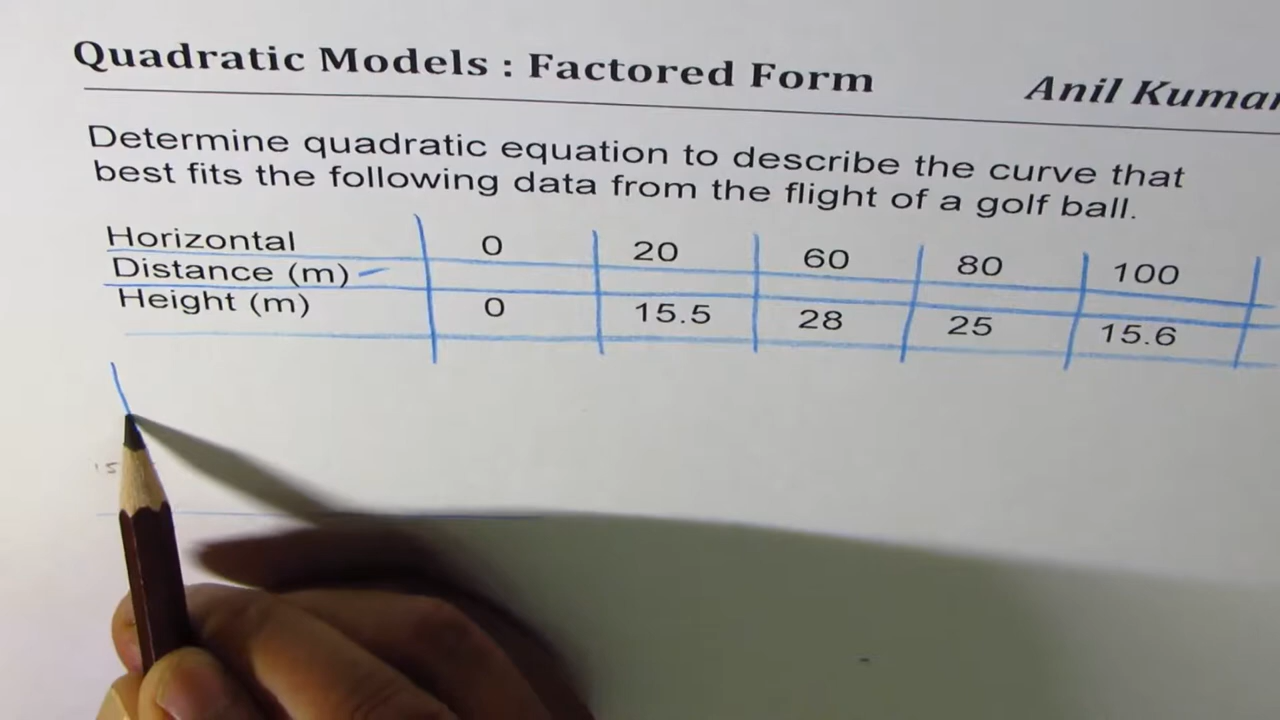 Quadratic Models : Factored Form Anil Kumar
Determine quadratic equation to describe the curve that
best fits the following data from the flight of a golf ball.
Horizontal 0 20 60 80 100
Distance (m)
Height (m) 0 15.5 28 25 15.6
15